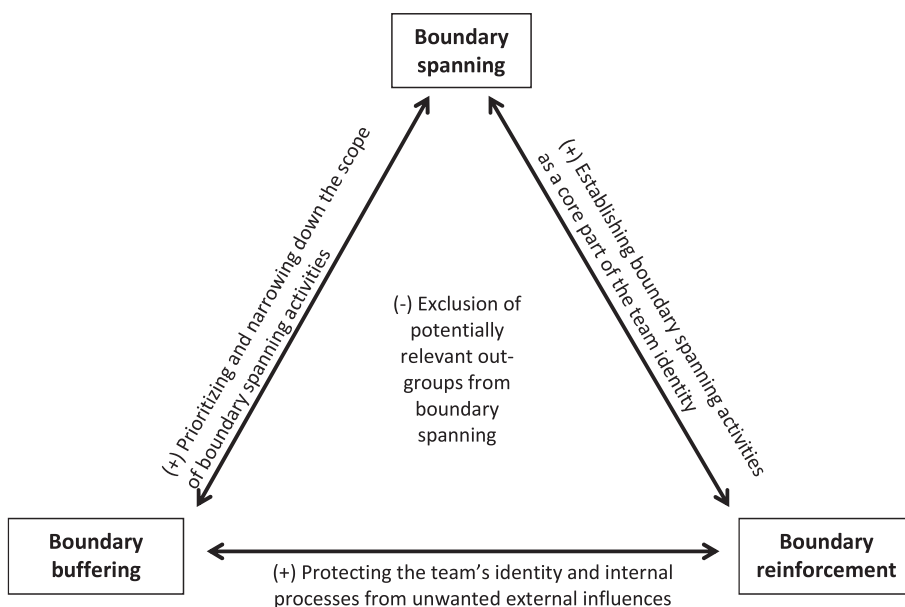 Boundary
spanning
(+) Prioritizing and narrowing down the scope
of boundary spanning activities
(+) Establishing boundary spanning activities
as a core part of the team identity
(-) Exclusion of
potentially
relevant out-
groups from
boundary
spanning
Boundary
buffering
(+) Protecting the team’s identity and internal
processes from unwanted external influences
Boundary
reinforcement